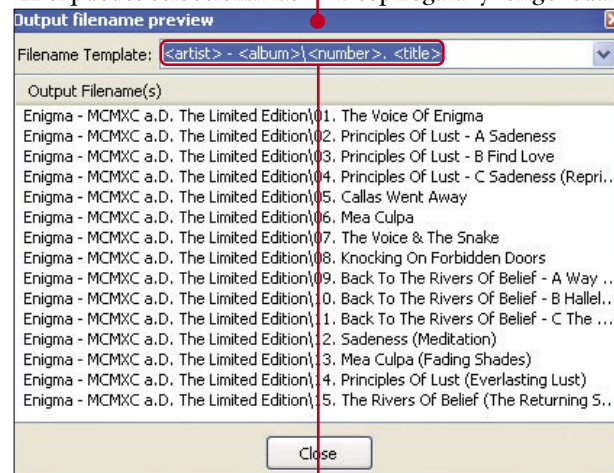 Output filename preview
Filename Template: <artist> - <album>\<number>. <title>
Output Filename(s)
Enigma - MCMXC a.D. The Limited Edition\01. The Voice Of Enigma
Enigma - MCMXC a.D. The Limited Edition\02. Principles Of Lust - A Sadeness
Enigma - MCMXC a.D. The Limited Edition\03. Principles Of Lust - B Find Love
Enigma - MCMXC a.D. The Limited Edition\04. Principles Of Lust - C Sadeness (Repri..
Enigma - MCMXC a.D. The Limited Edition\05. Callas Went Away
Enigma - MCMXC a.D. The Limited Edition\06. Mea Culpa
Enigma - MCMXC a.D. The Limited Edition\07. The Voice & The Snake
Enigma - MCMXC a.D. The Limited Edition\08. Knocking On Forbidden Doors
Enigma - MCMXC a.D. The Limited Edition\09. Back To The Rivers Of Belief - A Way ..
Enigma - MCMXC a.D. The Limited Edition\10. Back To The Rivers Of Belief - B Hallel..
Enigma - MCMXC a.D. The Limited Edition\11. Back To The Rivers Of Belief - C The ...
Enigma - MCMXC a.D. The Limited Edition\12. Sadeness (Meditation)
Enigma - MCMXC a.D. The Limited Edition\13. Mea Culpa (Fading Shades)
Enigma - MCMXC a.D. The Limited Edition\14. Principles Of Lust (Everlasting Lust)
Enigma - MCMXC a.D. The Limited Edition\15. The Rivers Of Belief (The Returning S..
Close